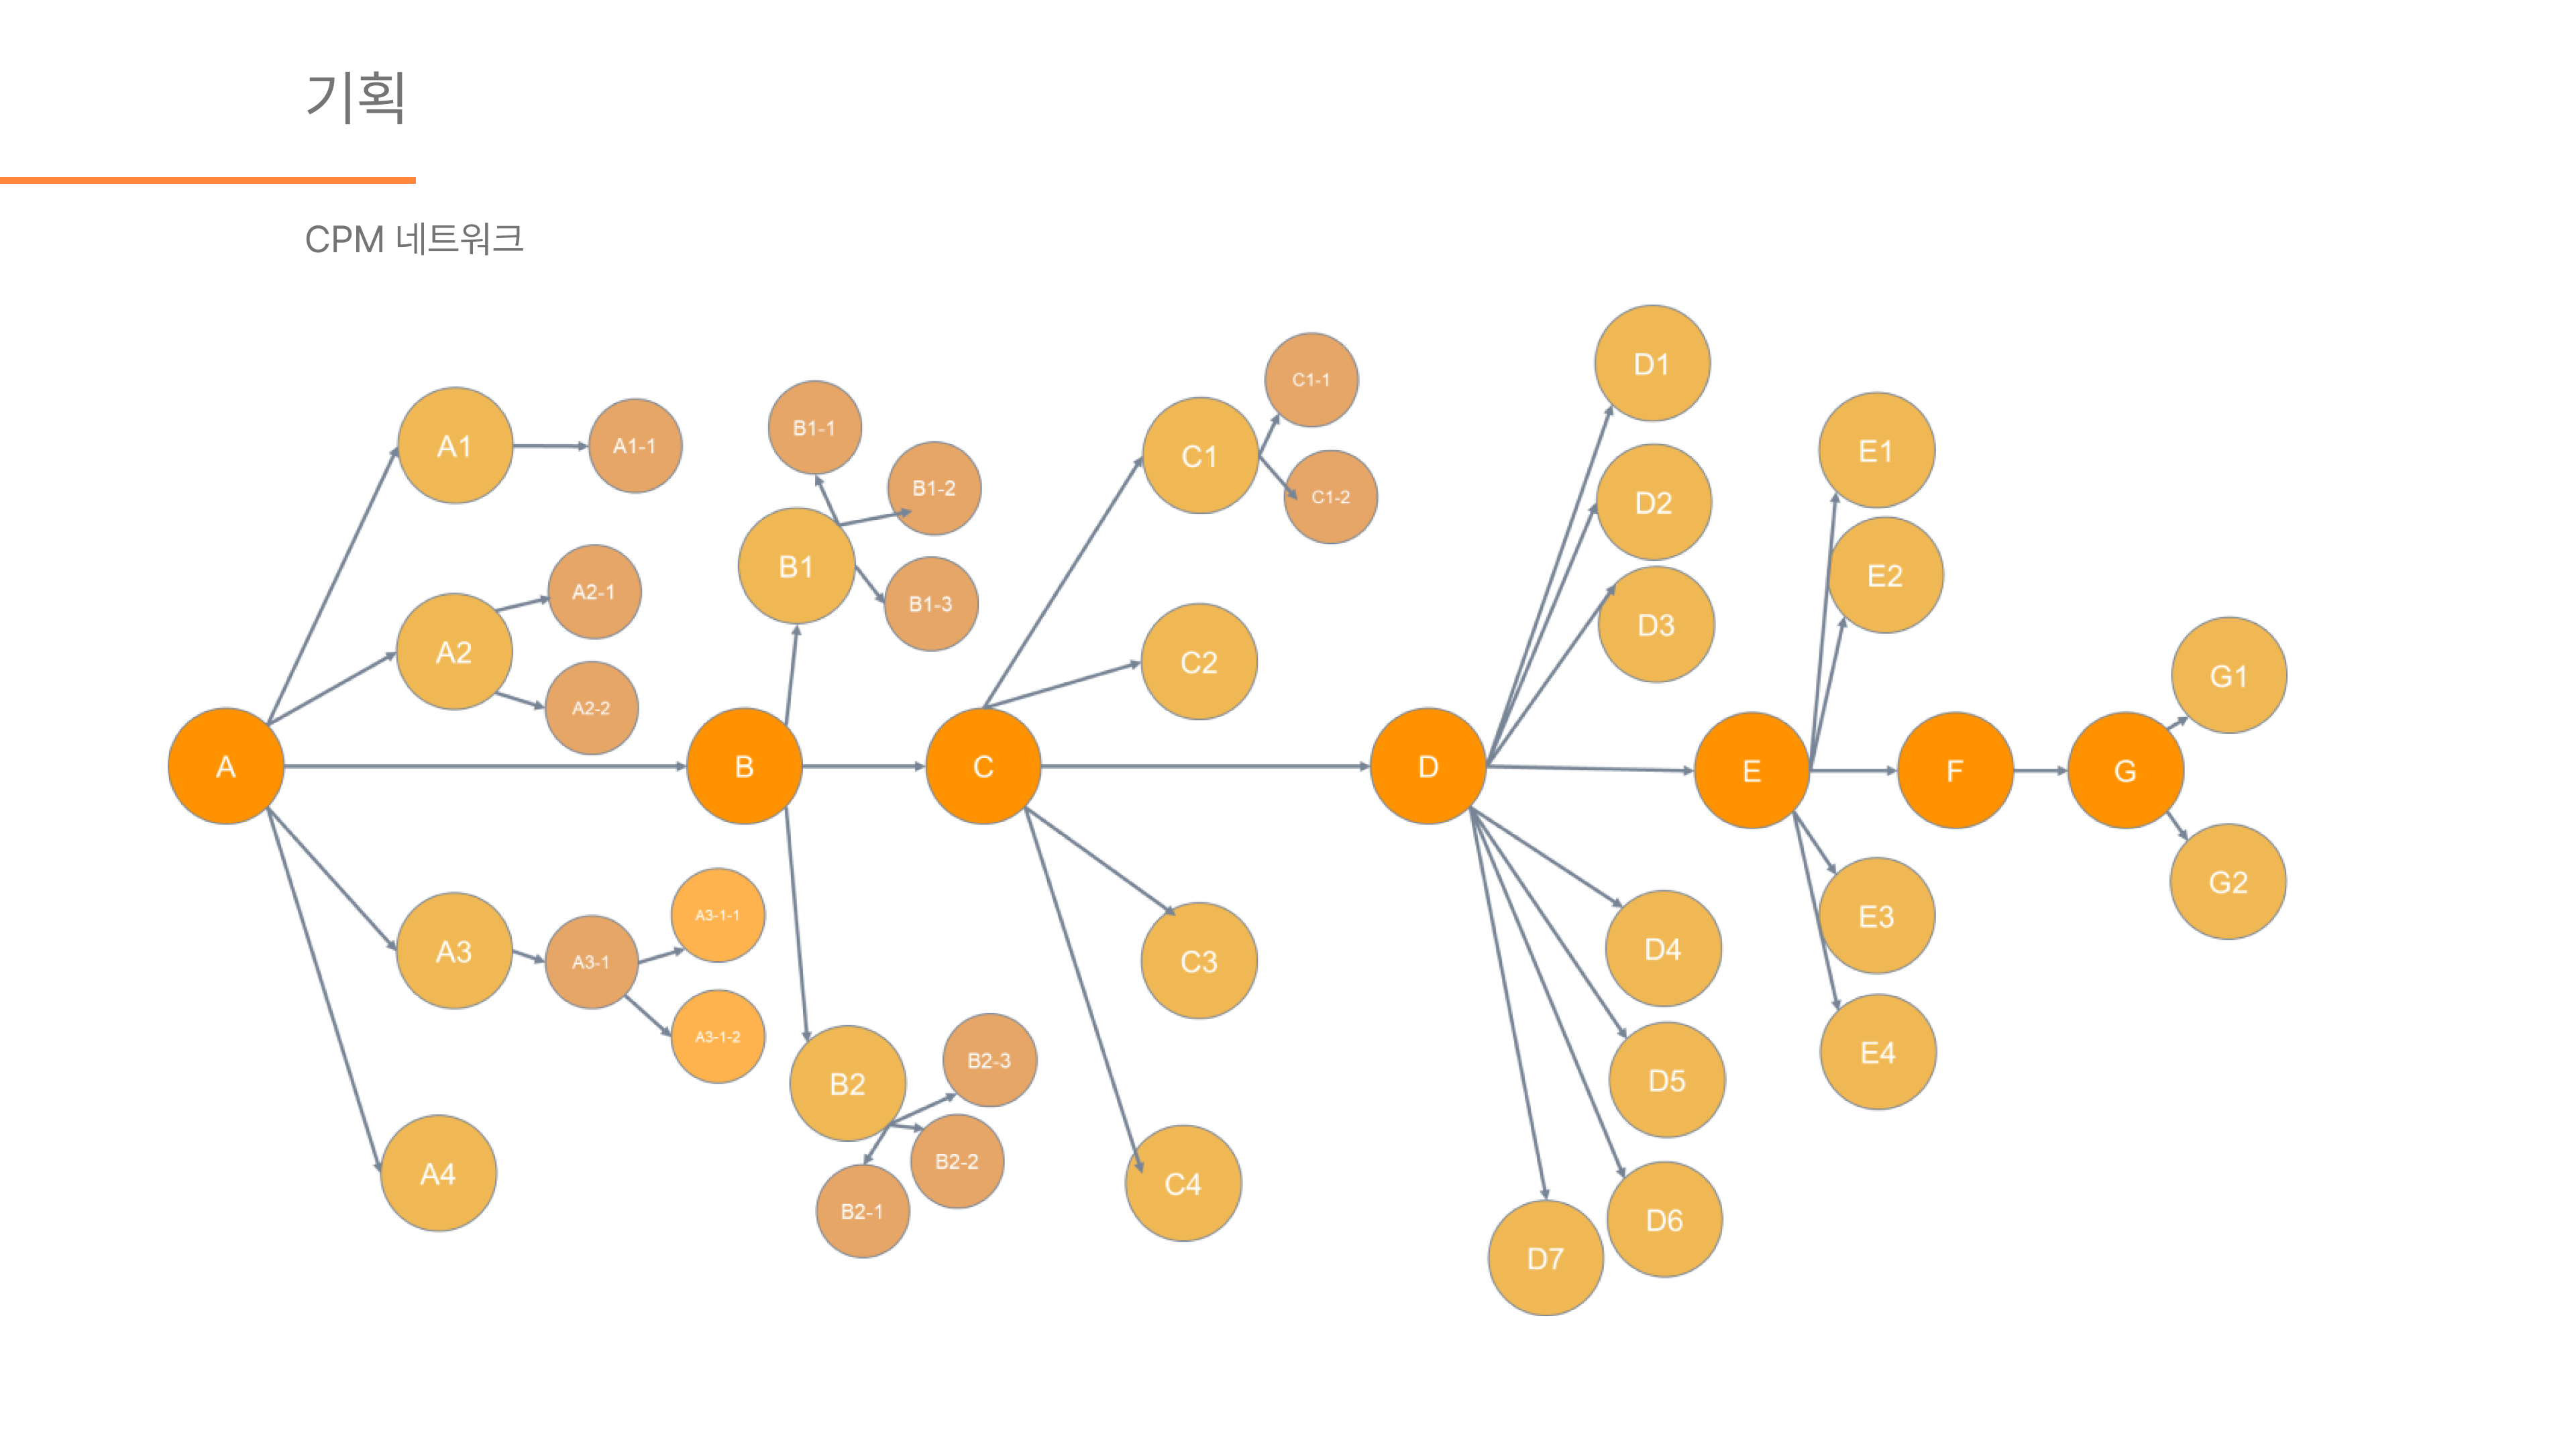 기획
CPM 네트워크
A
A1
A1-1
A2
A2-1
A2-2
A3
A3-1
A3-1-1
A3-1-2
A4
B
B1
B1-1
B1-2
B1-3
B2
B2-3
B2-2
B2-1
C
C1
C1-1
C1-2
C2
C3
C4
D
D1
D2
D3
D4
D5
D6
D7
E
E1
E2
E3
E4
F
G
G1
G2